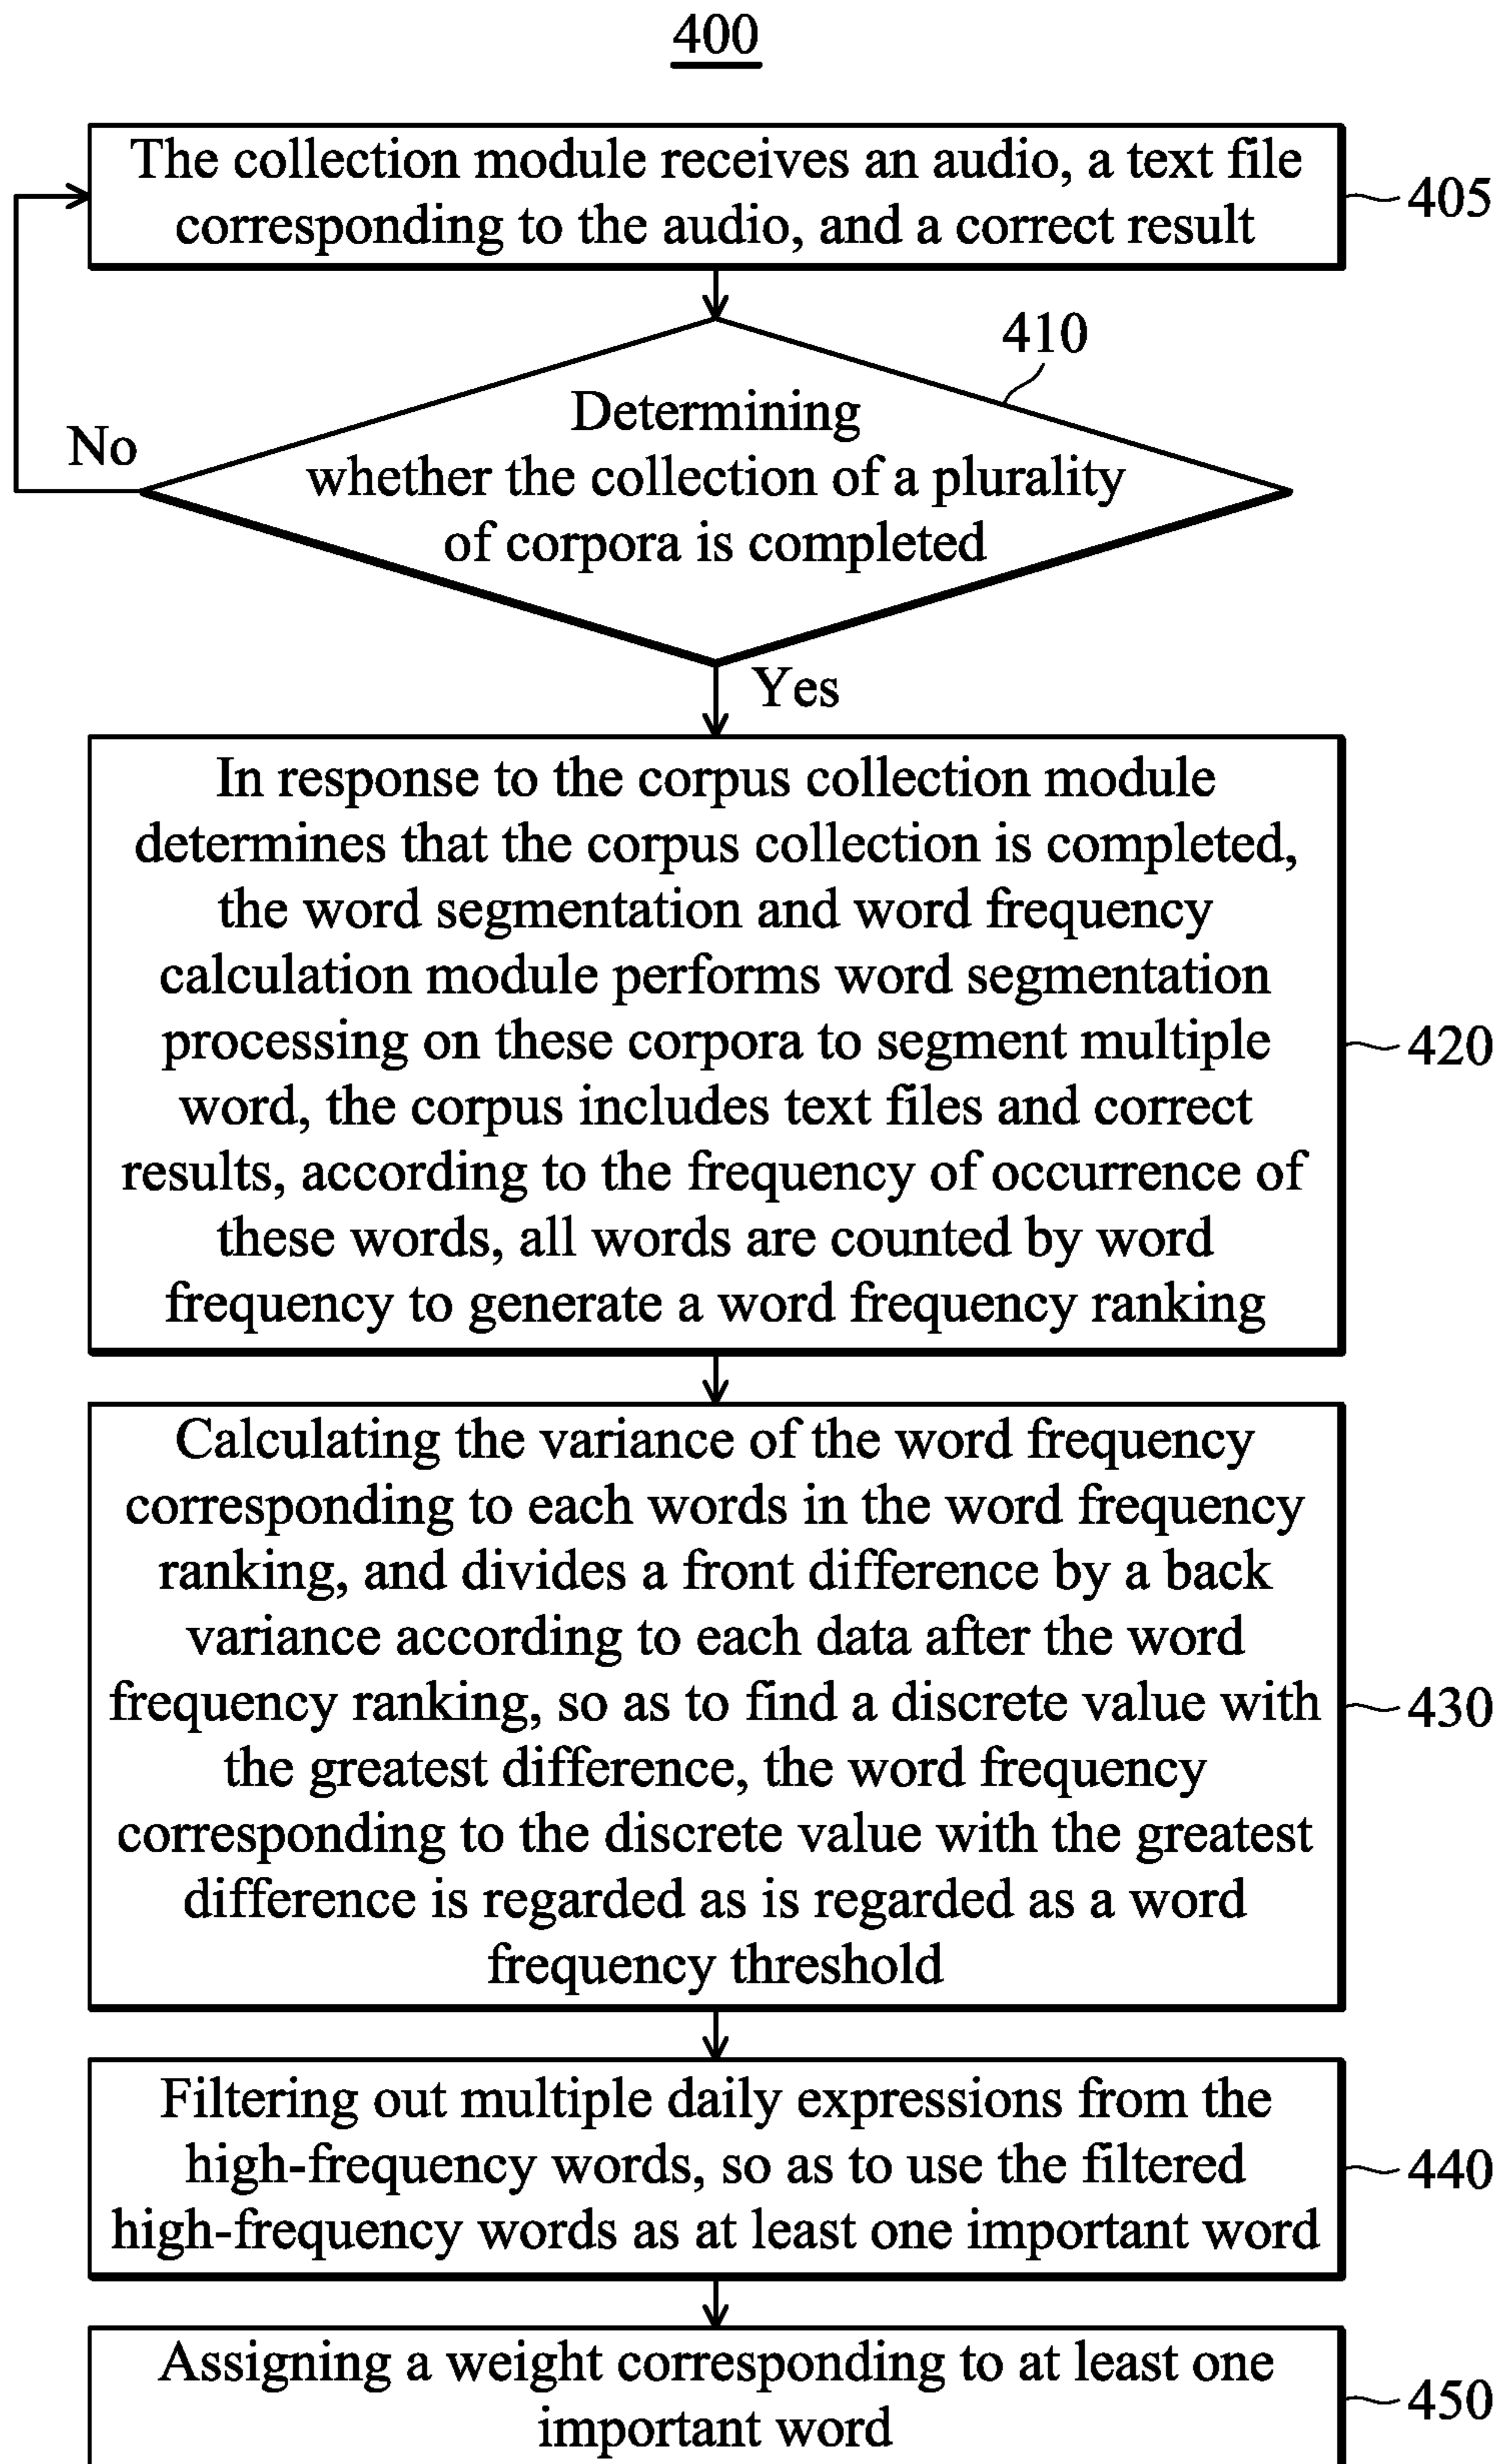 400
The collection module receives an audio, a text file
corresponding to the audio, and a correct result
405
410
Determining
whether the collection of a plurality
of corpora is completed
No
Yes
In response to the corpus collection module
determines that the corpus collection is completed,
the word segmentation and word frequency
calculation module performs word segmentation
processing on these corpora to segment multiple
word, the corpus includes text files and correct
results, according to the frequency of occurrence of
these words, all words are counted by word
frequency to generate a word frequency ranking
420
Calculating the variance of the word frequency
corresponding to each words in the word frequency
ranking, and divides a front difference by a back
variance according to each data after the word
frequency ranking, so as to find a discrete value with
the greatest difference, the word frequency
corresponding to the discrete value with the greatest
difference is regarded as is regarded as a word
frequency threshold
430
Filtering out multiple daily expressions from the
high-frequency words, so as to use the filtered
high-frequency words as at least one important word
440
Assigning a weight corresponding to at least one
important word
450